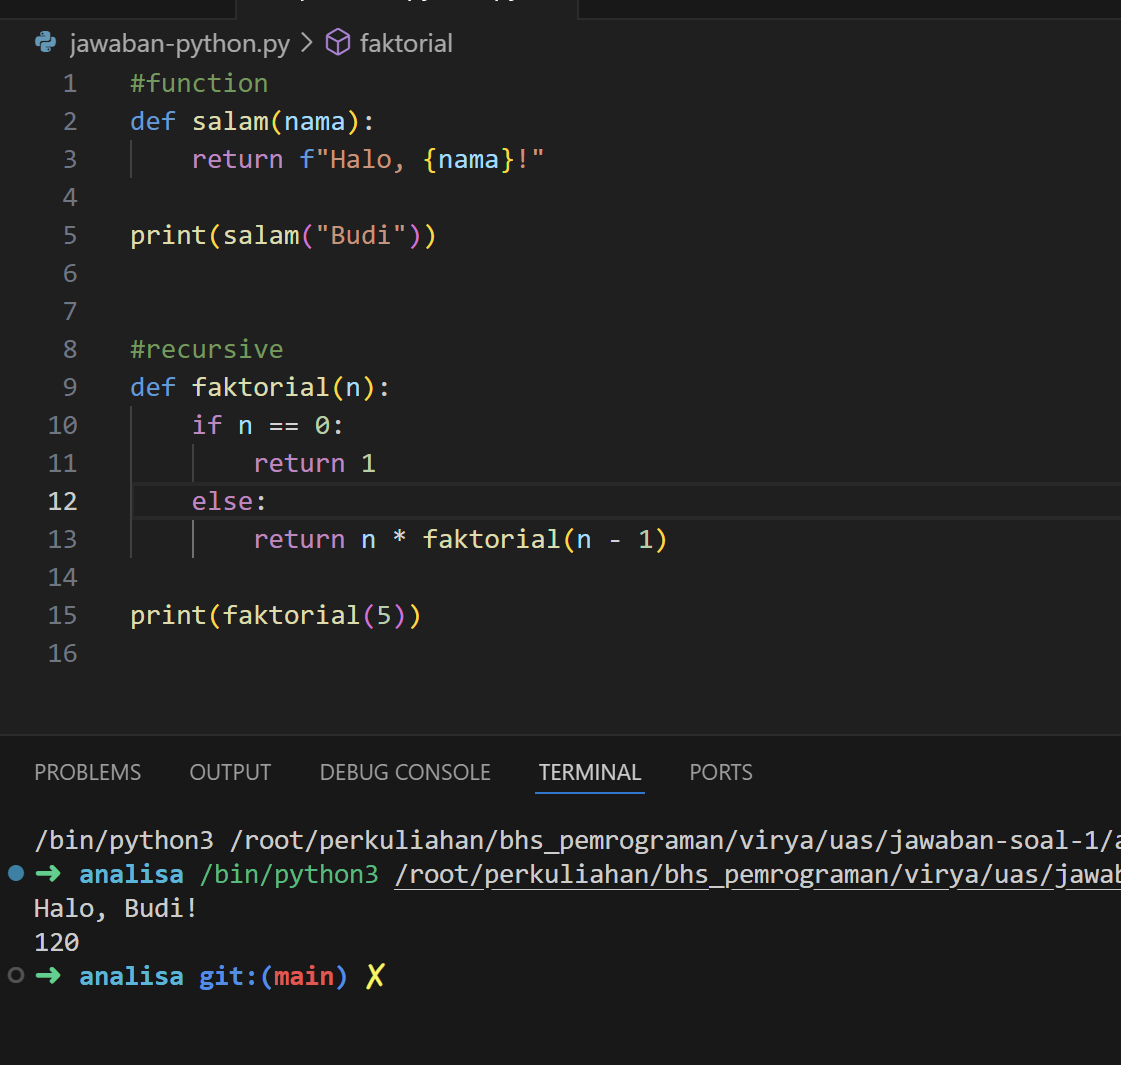 jawaban-python.py > faktorial
1 #function
2 def salam(nama):
3     return f"Halo, {nama}!"
4
5 print(salam("Budi"))
6
7
8 #recursive
9 def faktorial(n):
10     if n == 0:
11         return 1
12     else:
13         return n * faktorial(n - 1)
14
15 print(faktorial(5))
16
PROBLEMS OUTPUT DEBUG CONSOLE TERMINAL PORTS
/bin/python3 /root/perkuliahan/bhs_pemrograman/virya/uas/jawaban-soal-1/
➜ analisa /bin/python3 /root/perkuliahan/bhs_pemrograman/virya/uas/
Halo, Budi!
120
➜ analisa git:(main) ✗